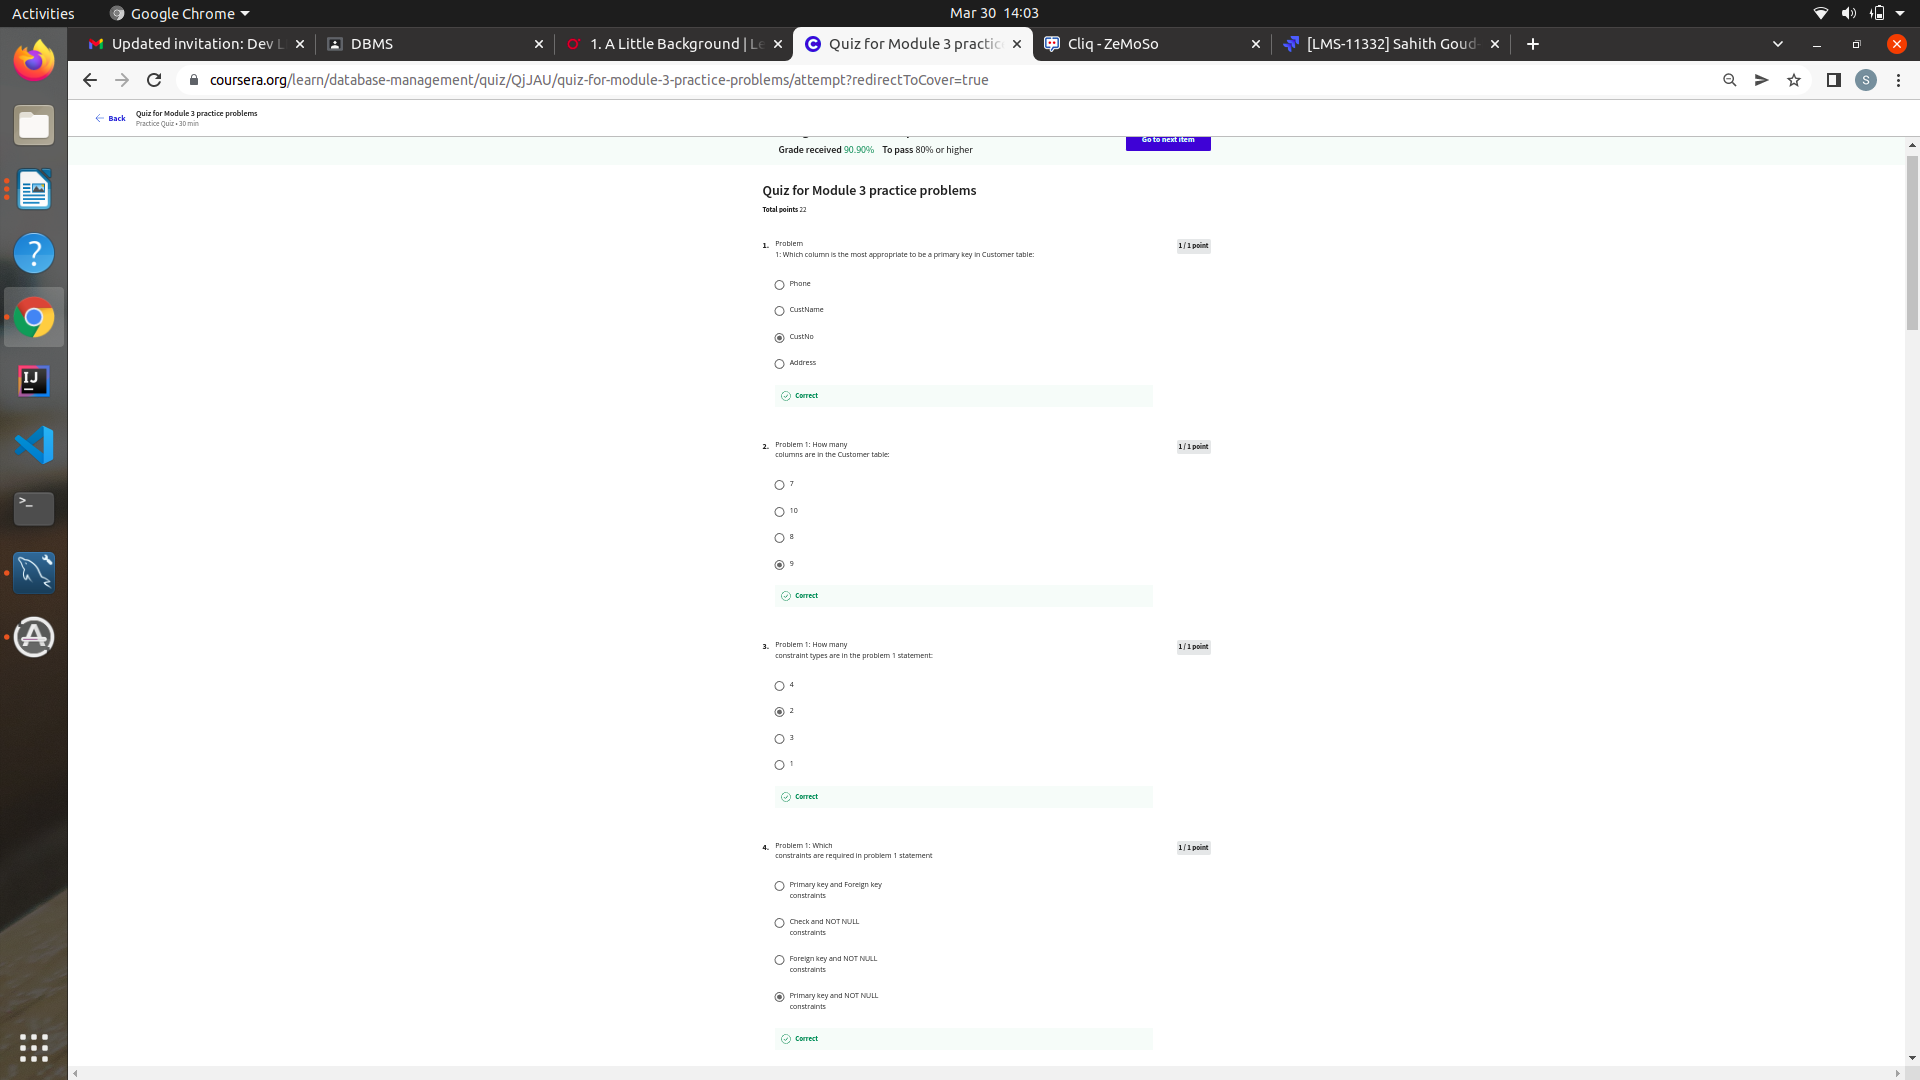 Activities
Google Chrome
Mar 30 14:03
Updated invitation: Dev L
DBMS
1. A Little Background | Le
Quiz for Module 3 practic
Cliq - ZeMoSo
[LMS-11332] Sahith Goud
coursera.org/learn/database-management/quiz/QjJAU/quiz-for-module-3-practice-problems/attempt?redirectToCover=true
S
Back
Quiz for Module 3 practice problems
Practice Quiz • 30 min
Grade received 90.90% To pass 80% or higher
Go to next item
Quiz for Module 3 practice problems
Total points 22
1. Problem
1: Which column is the most appropriate to be a primary key in Customer table:
1 / 1 point
Phone
CustName
CustNo
Address
Correct
2. Problem 1: How many
columns are in the Customer table:
1 / 1 point
7
10
8
9
Correct
3. Problem 1: How many
constraint types are in the problem 1 statement:
1 / 1 point
4
2
3
1
Correct
4. Problem 1: Which
constraints are required in problem 1 statement
1 / 1 point
Primary key and Foreign key
constraints
Check and NOT NULL
constraints
Foreign key and NOT NULL
constraints
Primary key and NOT NULL
constraints
Correct